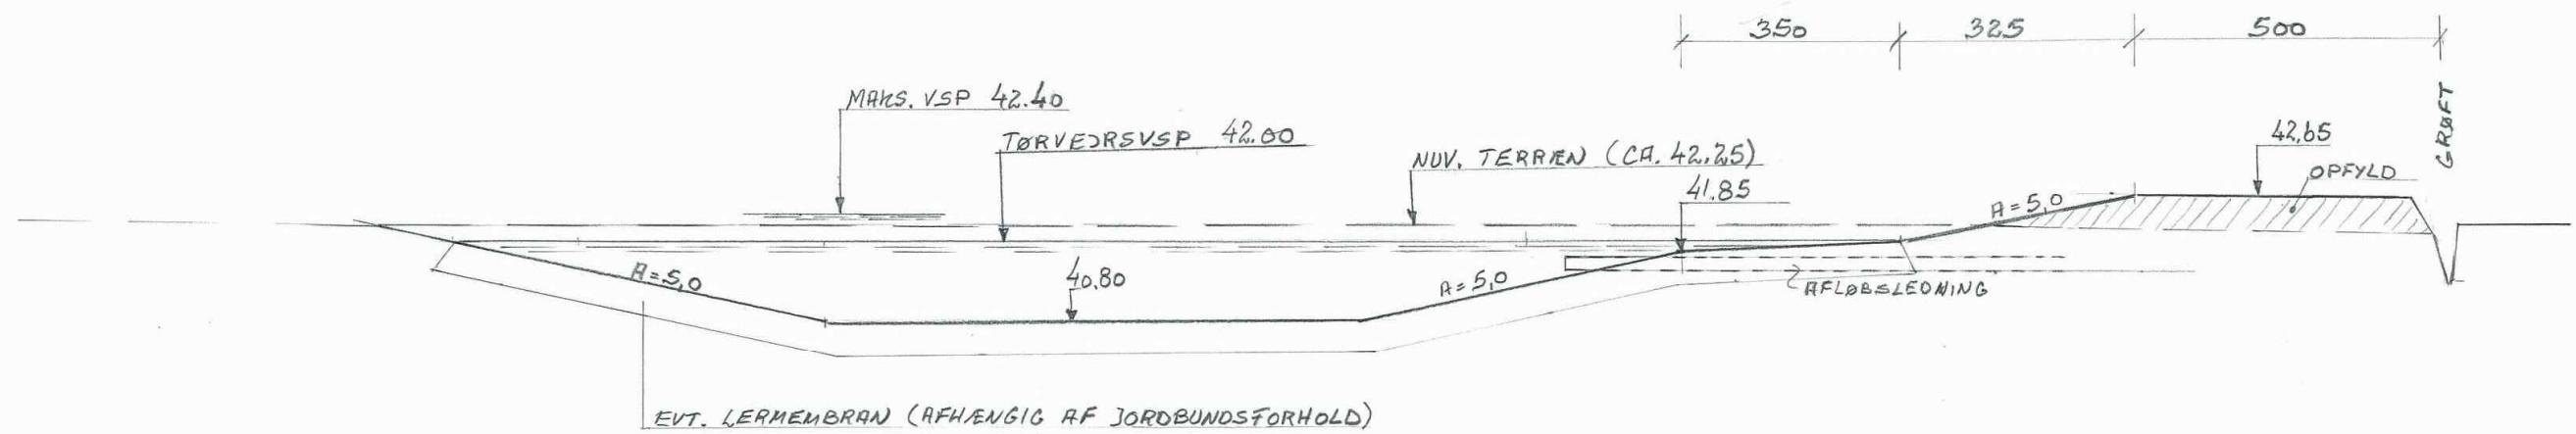 350
325
500
MAKS. VSP 42.40
TØRVEJRSVSP 42.00
NUV. TERRÆN (CA. 42.25)
41.85
42.65
GRØFT
OPFYLD
A=5,0
A=5,0
40.80
A=5,0
AFLØBSLEDNING
EVT. LERMEMBRAN (AFHÆNGIG AF JORDBUNDSFORHOLD)